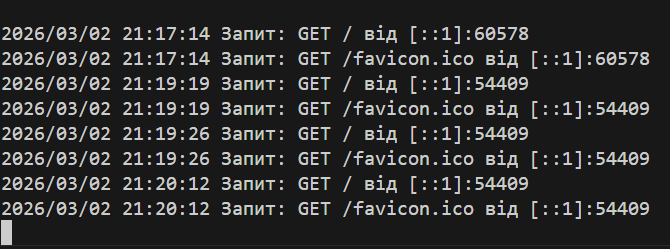 2026/03/02 21:17:14 Запит: GET / від [::1]:60578
2026/03/02 21:17:14 Запит: GET /favicon.ico від [::1]:60578
2026/03/02 21:19:19 Запит: GET / від [::1]:54409
2026/03/02 21:19:19 Запит: GET /favicon.ico від [::1]:54409
2026/03/02 21:19:26 Запит: GET / від [::1]:54409
2026/03/02 21:19:26 Запит: GET /favicon.ico від [::1]:54409
2026/03/02 21:20:12 Запит: GET / від [::1]:54409
2026/03/02 21:20:12 Запит: GET /favicon.ico від [::1]:54409